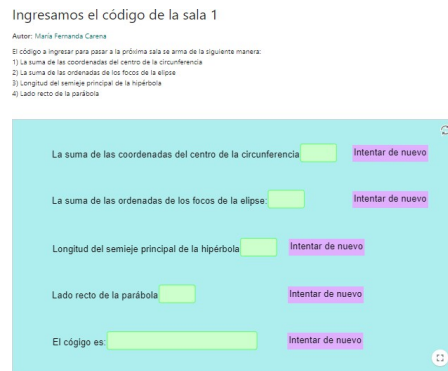 Ingresamos el código de la sala 1
Autor: María Fernanda Carena
El código a ingresar para pasar a la próxima sala se arma de la siguiente manera:
1) La suma de las coordenadas del centro de la circunferencia
2) La suma de las ordenadas de los focos de la elipse
3) Longitud del semieje principal de la hipérbola
4) Lado recto de la parábola
La suma de las coordenadas del centro de la circunferencia Intentar de nuevo
La suma de las ordenadas de los focos de la elipse: Intentar de nuevo
Longitud del semieje principal de la hipérbola Intentar de nuevo
Lado recto de la parábola Intentar de nuevo
El cógigo es: Intentar de nuevo